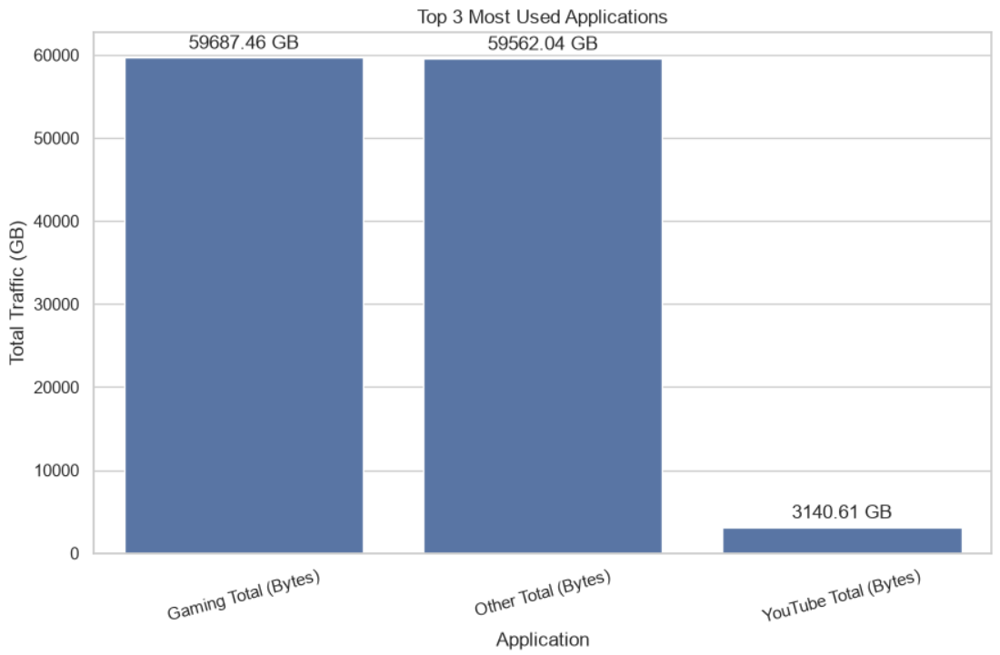 Top 3 Most Used Applications
59687.46 GB
59562.04 GB
3140.61 GB
Total Traffic (GB)
60000
50000
40000
30000
20000
10000
0
Gaming Total (Bytes)
Other Total (Bytes)
YouTube Total (Bytes)
Application